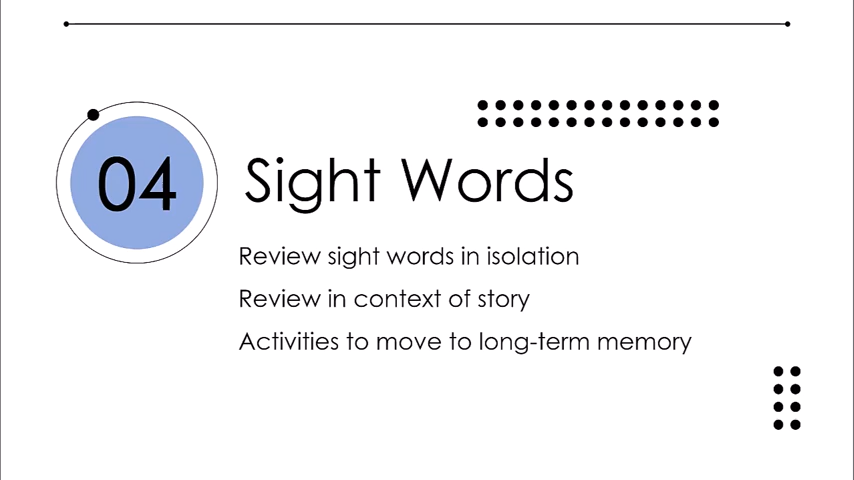 04
Sight Words
Review sight words in isolation
Review in context of story
Activities to move to long-term memory